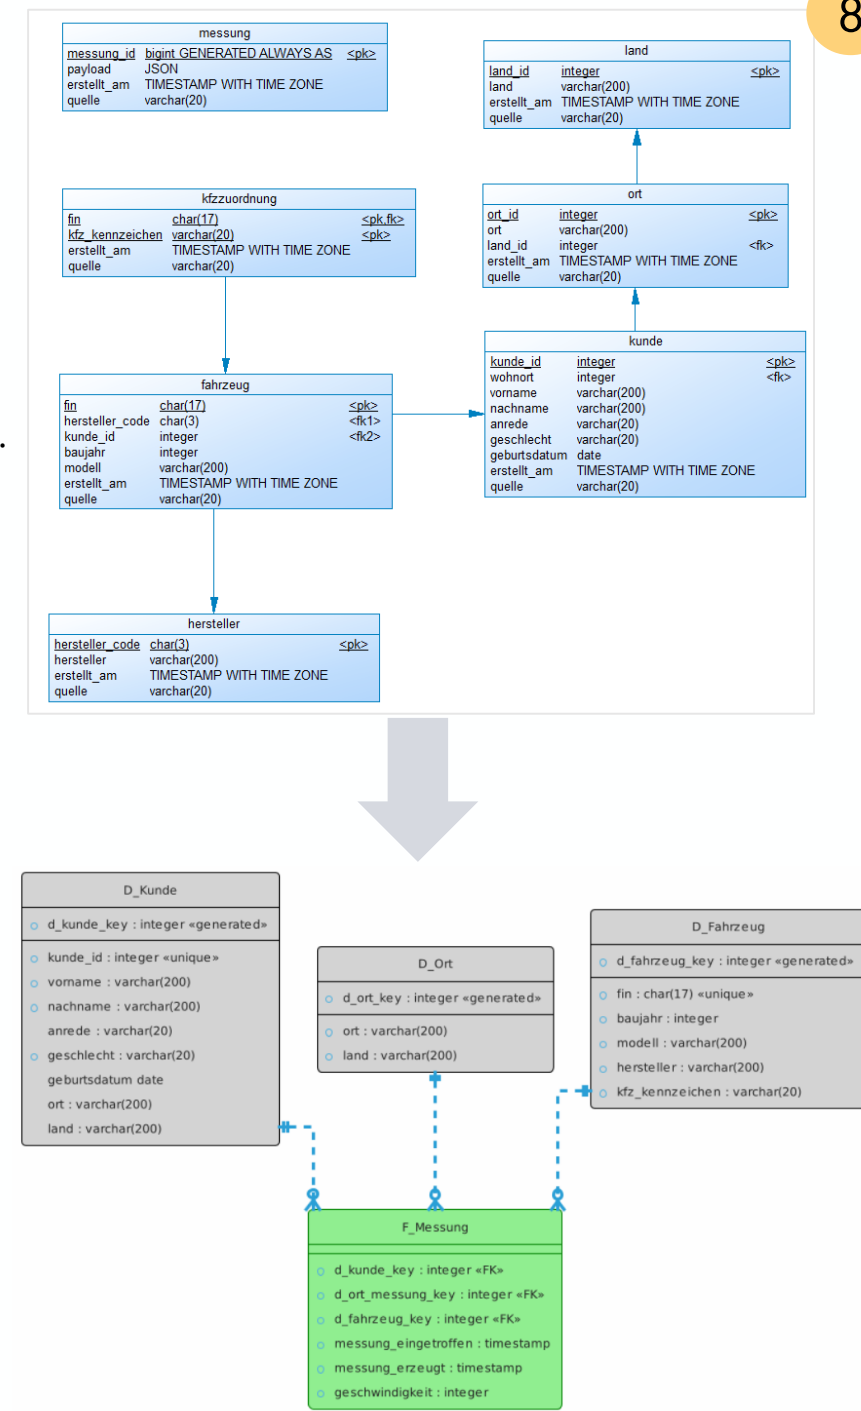 8
messung
messung_id bigint GENERATED ALWAYS AS <pk>
payload JSON
erstellt_am TIMESTAMP WITH TIME ZONE
quelle varchar(20)
land
land_id integer <pk>
land varchar(200)
erstellt_am TIMESTAMP WITH TIME ZONE
quelle varchar(20)
kfzzuordnung
fin char(17) <pk,fk>
kfz_kennzeichen varchar(20) <pk>
erstellt_am TIMESTAMP WITH TIME ZONE
quelle varchar(20)
ort
ort_id integer <pk>
ort varchar(200)
land_id integer <fk>
erstellt_am TIMESTAMP WITH TIME ZONE
quelle varchar(20)
kunde
kunde_id integer <pk>
wohnort integer <fk>
vorname varchar(200)
nachname varchar(200)
anrede varchar(20)
geschlecht varchar(20)
geburtsdatum date
erstellt_am TIMESTAMP WITH TIME ZONE
quelle varchar(20)
fahrzeug
fin char(17) <pk>
hersteller_code char(3) <fk1>
kunde_id integer <fk2>
baujahr integer
modell varchar(200)
erstellt_am TIMESTAMP WITH TIME ZONE
quelle varchar(20)
.
hersteller
hersteller_code char(3) <pk>
hersteller varchar(200)
erstellt_am TIMESTAMP WITH TIME ZONE
quelle varchar(20)
D_Kunde
d_kunde_key : integer «generated»
kunde_id : integer «unique»
vorname : varchar(200)
nachname : varchar(200)
anrede : varchar(20)
geschlecht : varchar(20)
geburtsdatum date
ort : varchar(200)
land : varchar(200)
D_Ort
d_ort_key : integer «generated»
ort : varchar(200)
land : varchar(200)
D_Fahrzeug
d_fahrzeug_key : integer «generated»
fin : char(17) «unique»
baujahr : integer
modell : varchar(200)
hersteller : varchar(200)
kfz_kennzeichen : varchar(20)
F_Messung
d_kunde_key : integer «FK»
d_ort_messung_key : integer «FK»
d_fahrzeug_key : integer «FK»
messung_eingetroffen : timestamp
messung_erzeugt : timestamp
geschwindigkeit : integer